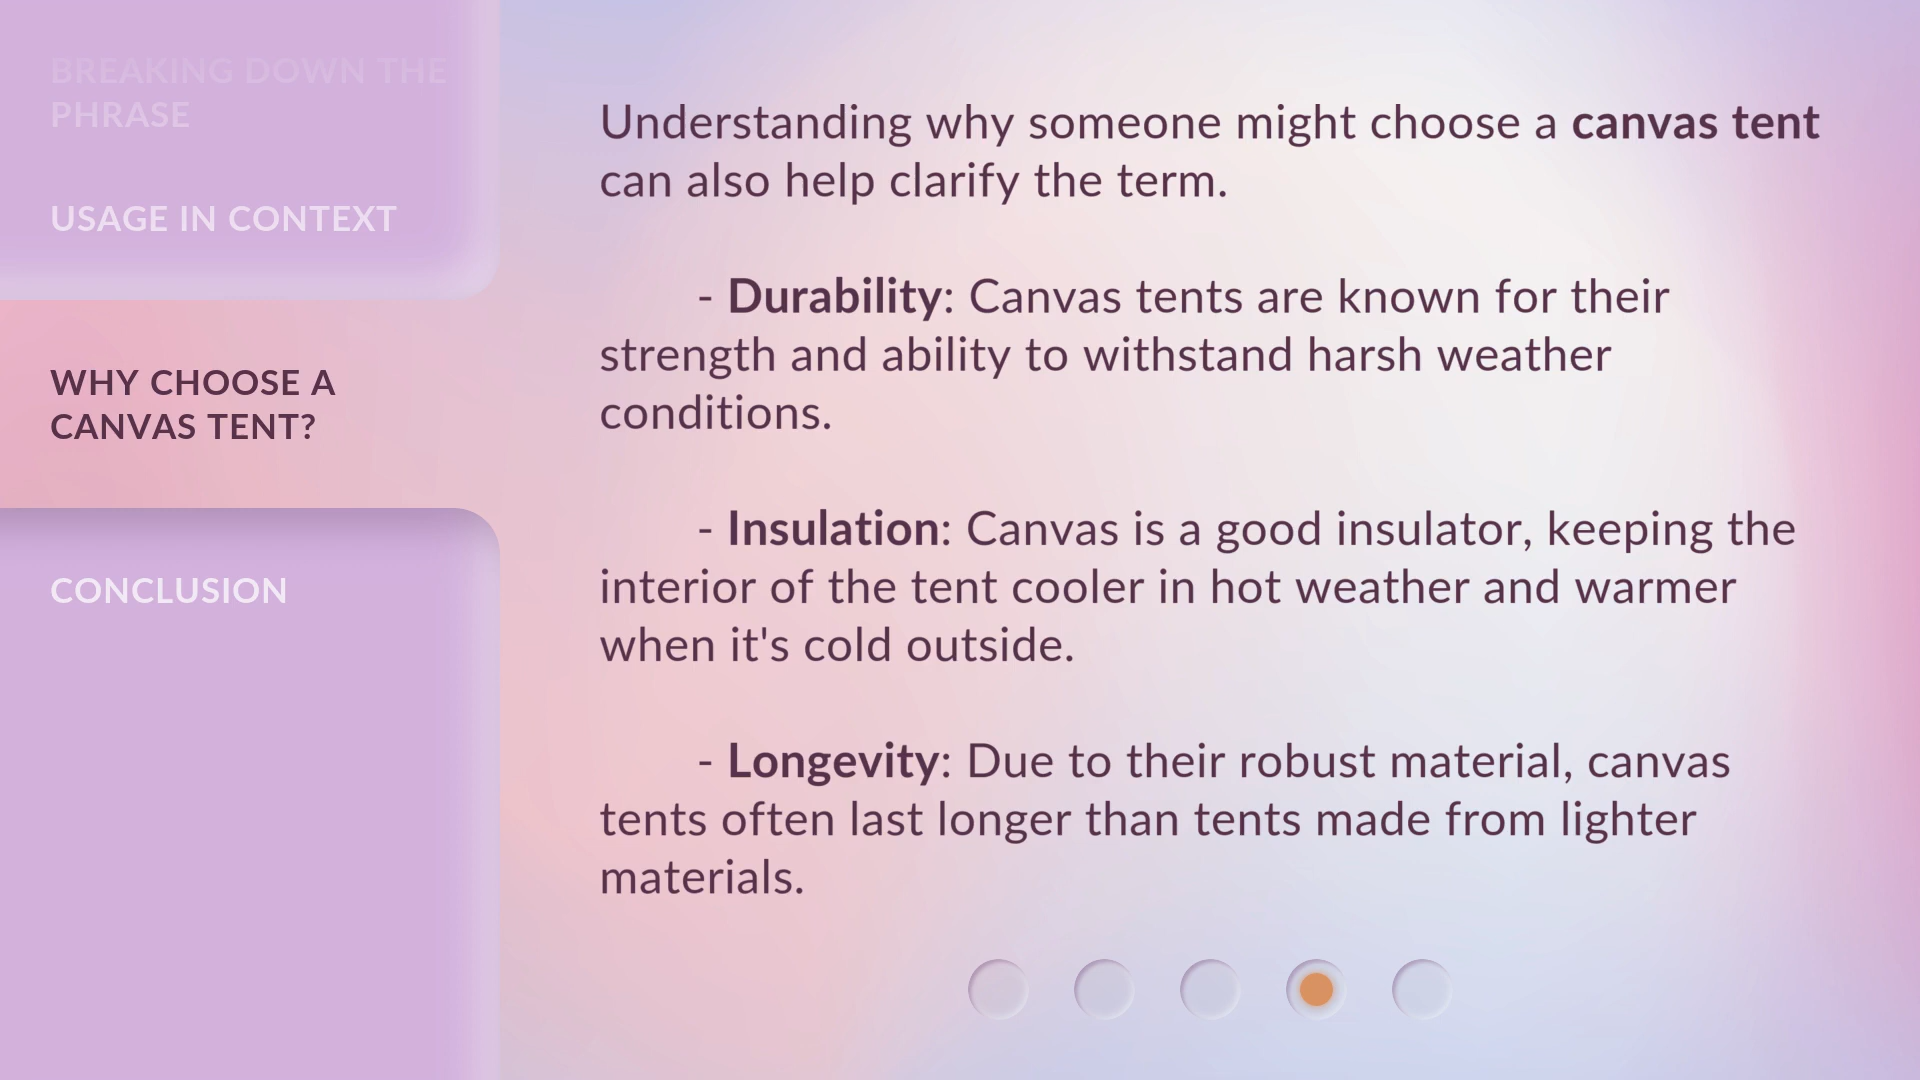 BREAKING DOWN THE
PHRASE
USAGE IN CONTEXT
WHY CHOOSE A
CANVAS TENT?
CONCLUSION
Understanding why someone might choose a canvas tent
can also help clarify the term.
- Durability: Canvas tents are known for their
strength and ability to withstand harsh weather
conditions.
- Insulation: Canvas is a good insulator, keeping the
interior of the tent cooler in hot weather and warmer
when it's cold outside.
- Longevity: Due to their robust material, canvas
tents often last longer than tents made from lighter
materials.